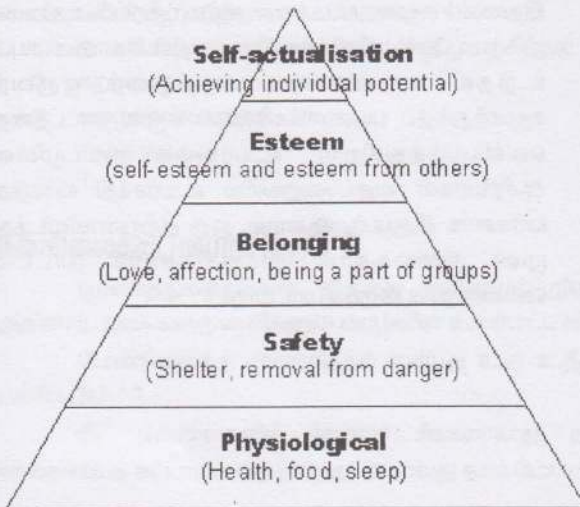 Self-actualisation
(Achieving individual potential)
Esteem
(self-esteem and esteem from others)
Belonging
(Love, affection, being a part of groups)
Safety
(Shelter, removal from danger)
Physiological
(Health, food, sleep)